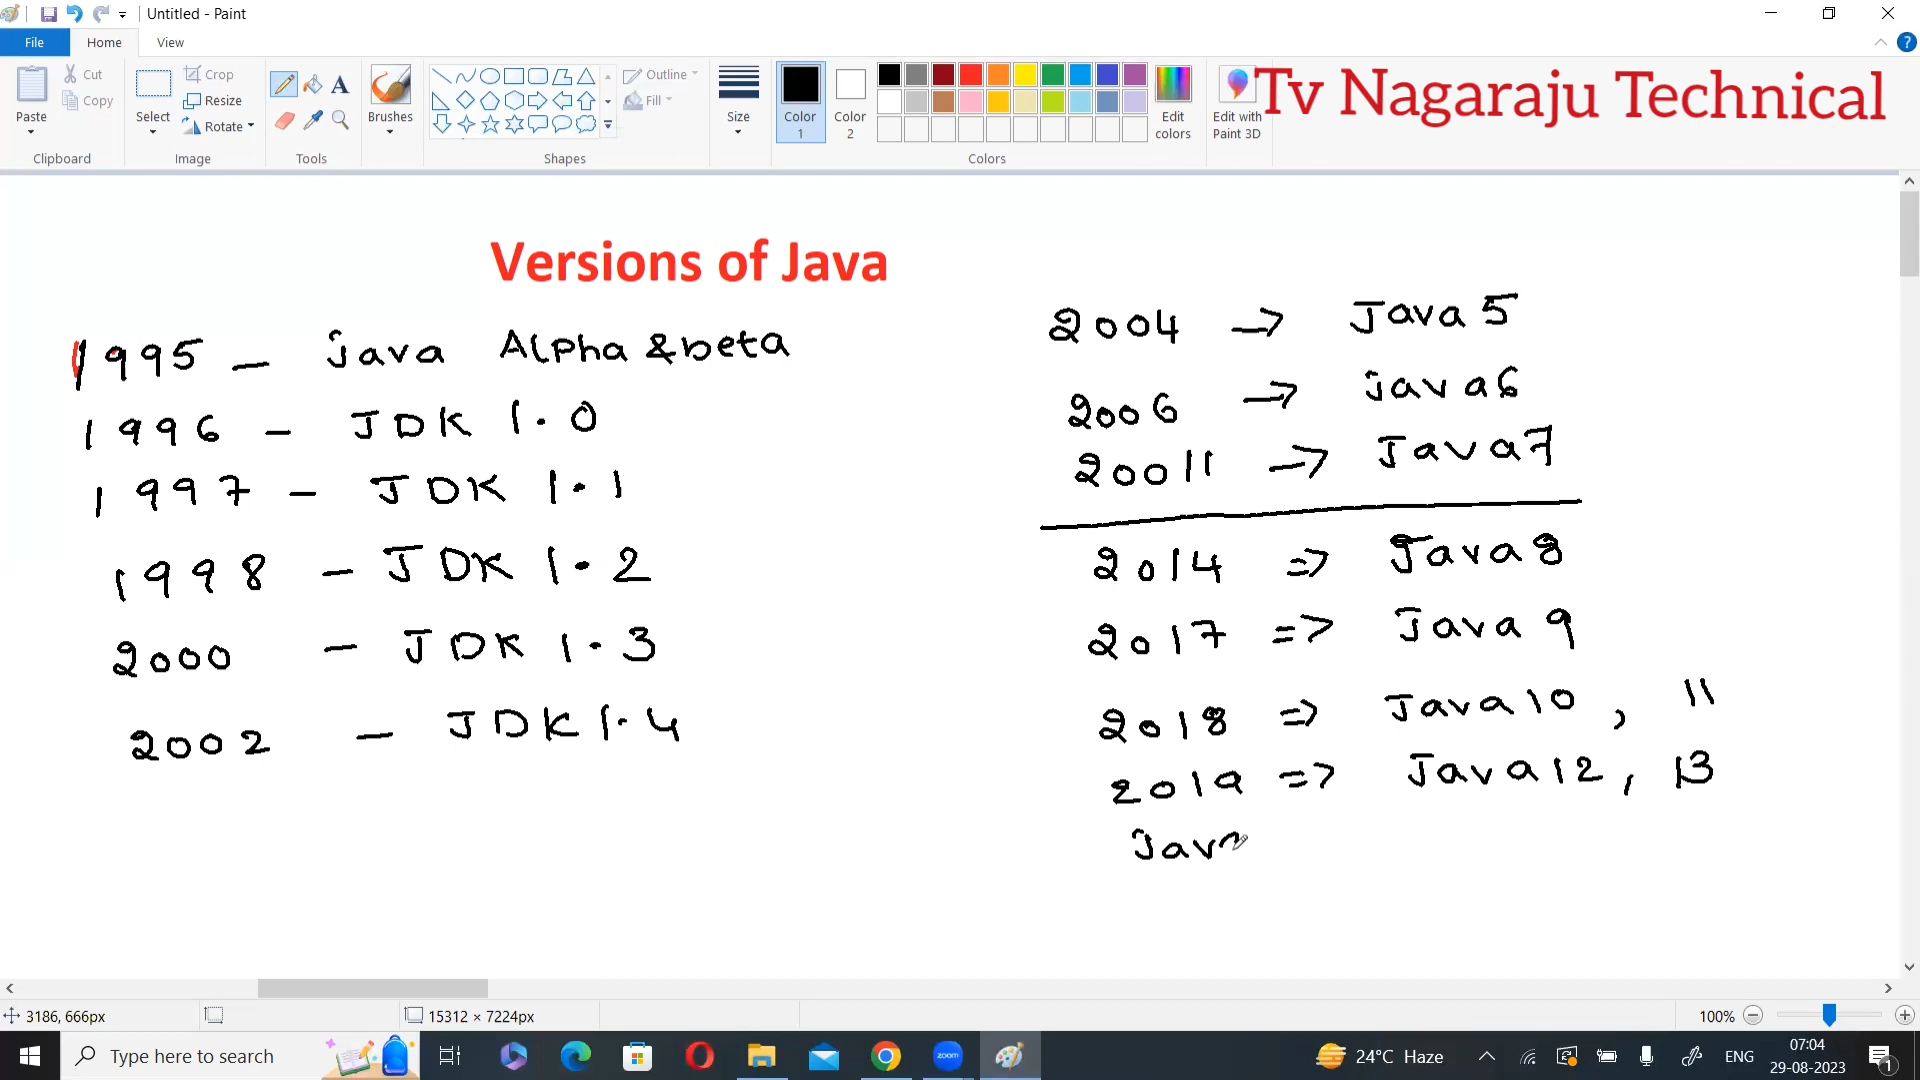 Untitled - Paint
File Home View
Paste Cut Copy Clipboard
Select Crop Resize Rotate Image
Tools
Brushes
Outline Fill Shapes
Size
Color 1 Color 2
Edit colors Edit with Paint 3D
Colors
Tv Nagaraju Technical
Versions of Java
1995 - java Alpha & beta
1996 - JDK 1.0
1997 - JDK 1.1
1998 - JDK 1.2
2000 - JDK 1.3
2002 - JDK 1.4
2004 -> Java 5
2006 -> java 6
20011 -> Java 7
2014 => Java 8
2017 => Java 9
2018 => Java 10 , 11
2019 => Java 12 , 13
3186, 666px
15312 × 7224px
100%
Type here to search
zoom
24°C Haze
ENG
07:04
29-08-2023
1